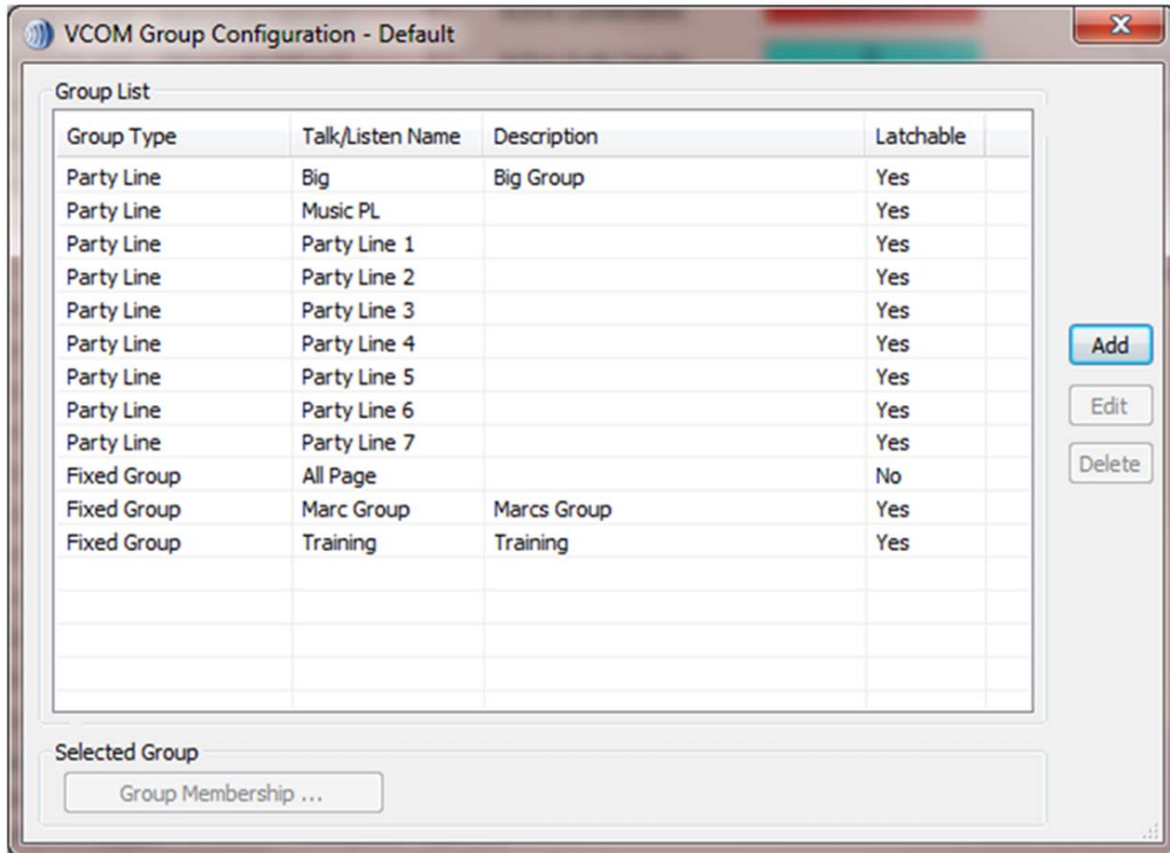 VCOM Group Configuration - Default
Group List
Group Type Talk/Listen Name Description Latchable
Party Line Big Big Group Yes
Party Line Music PL Yes
Party Line Party Line 1 Yes
Party Line Party Line 2 Yes
Party Line Party Line 3 Yes
Party Line Party Line 4 Yes
Party Line Party Line 5 Yes
Party Line Party Line 6 Yes
Party Line Party Line 7 Yes
Fixed Group All Page No
Fixed Group Marc Group Marcs Group Yes
Fixed Group Training Training Yes
Add
Edit
Delete
Selected Group
Group Membership ...